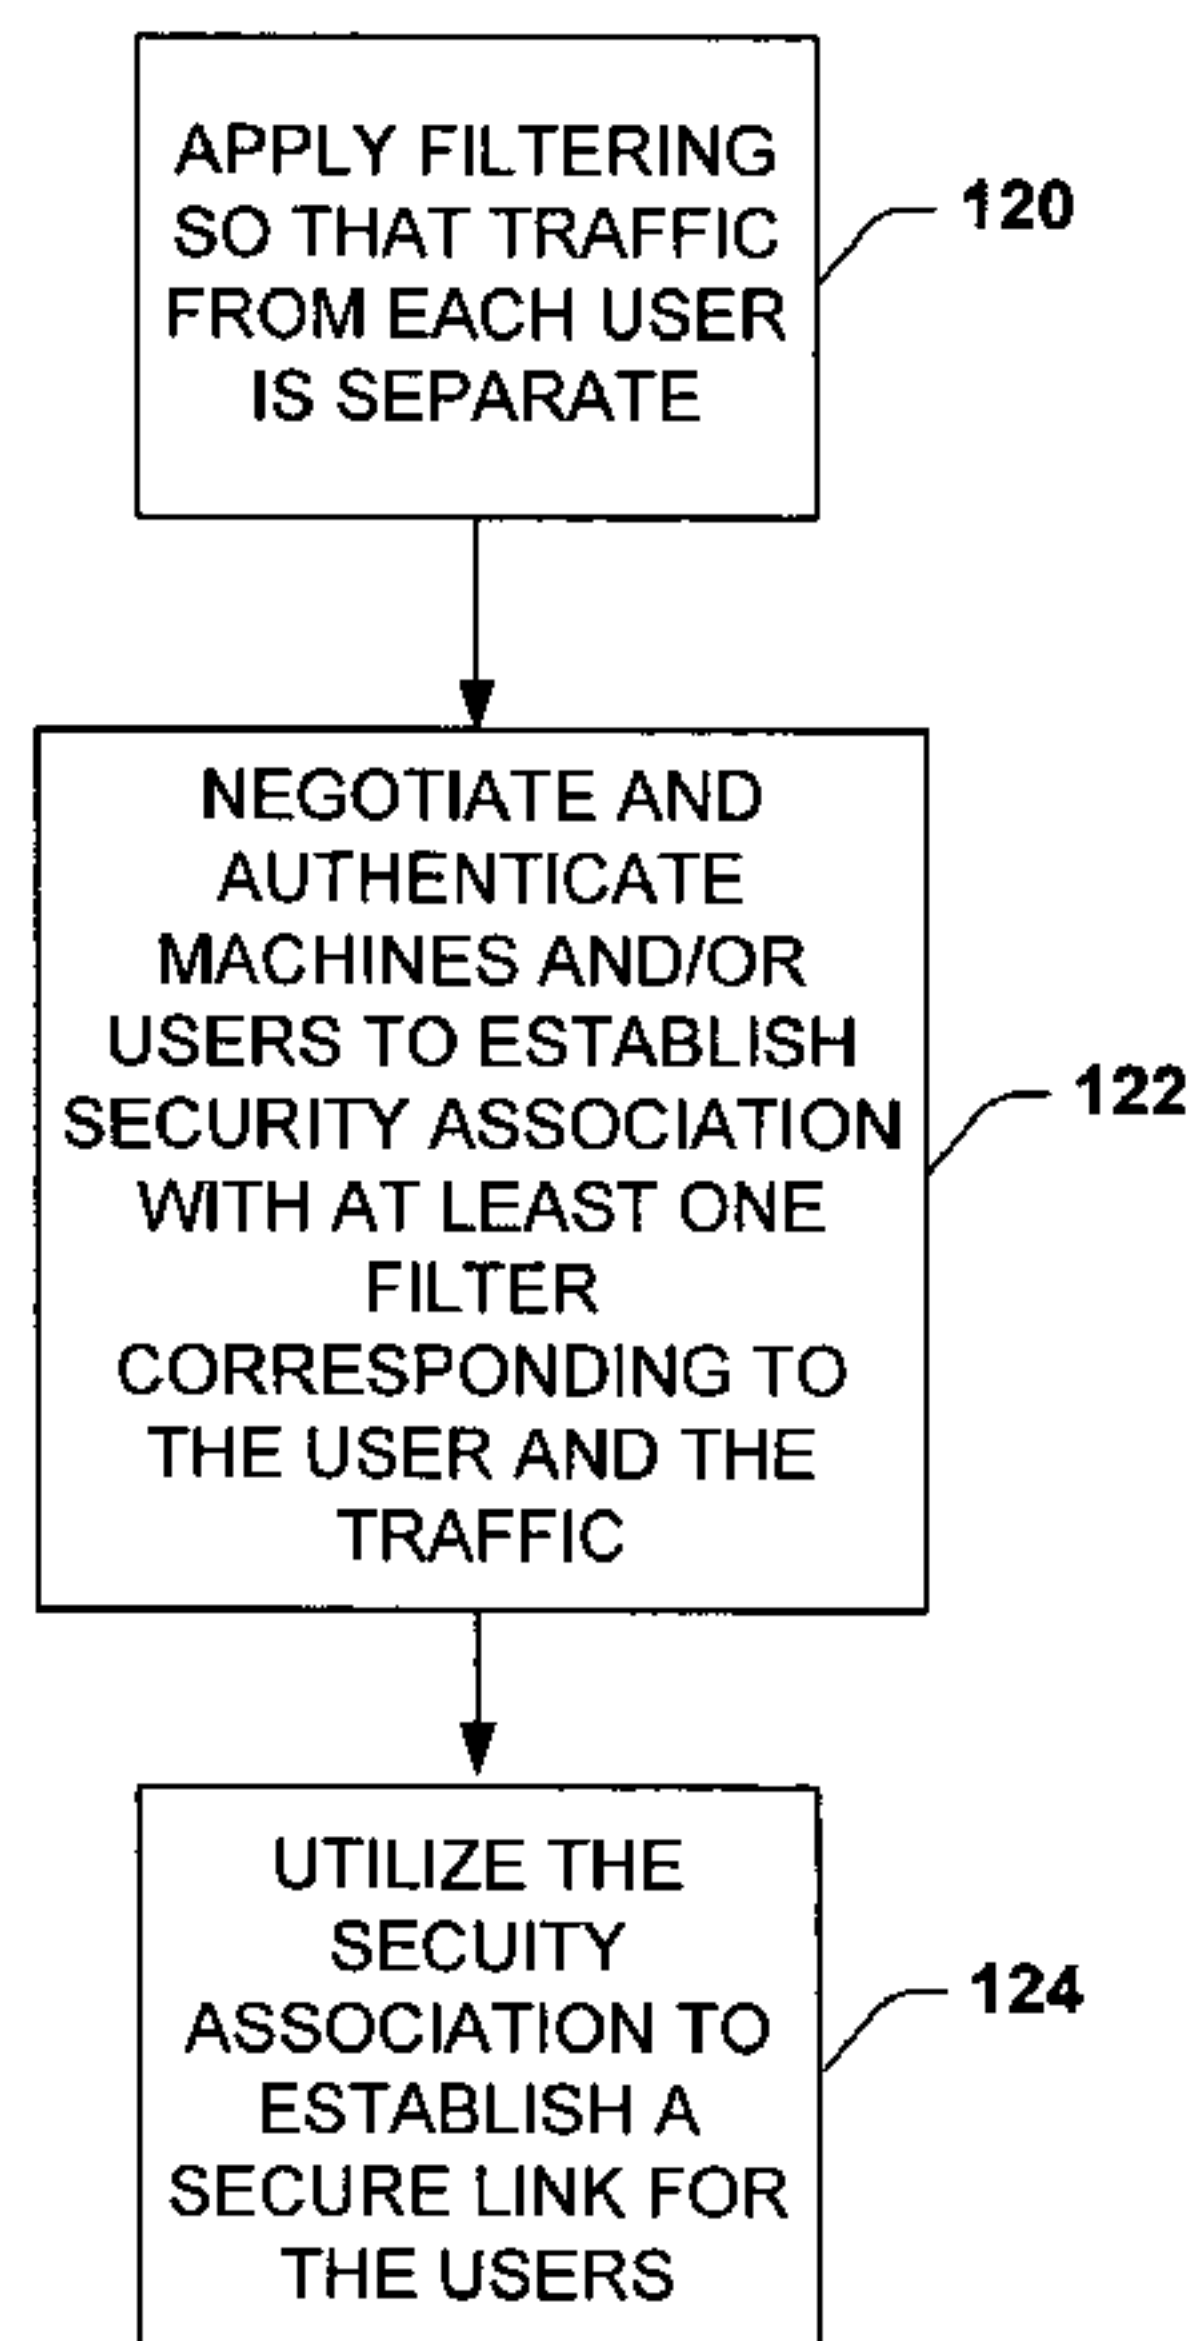 APPLY FILTERING
SO THAT TRAFFIC
FROM EACH USER
IS SEPARATE
120
NEGOTIATE AND
AUTHENTICATE
MACHINES AND/OR
USERS TO ESTABLISH
SECURITY ASSOCIATION
WITH AT LEAST ONE
FILTER
CORRESPONDING TO
THE USER AND THE
TRAFFIC
122
UTILIZE THE
SECUITY
ASSOCIATION TO
ESTABLISH A
SECURE LINK FOR
THE USERS
124